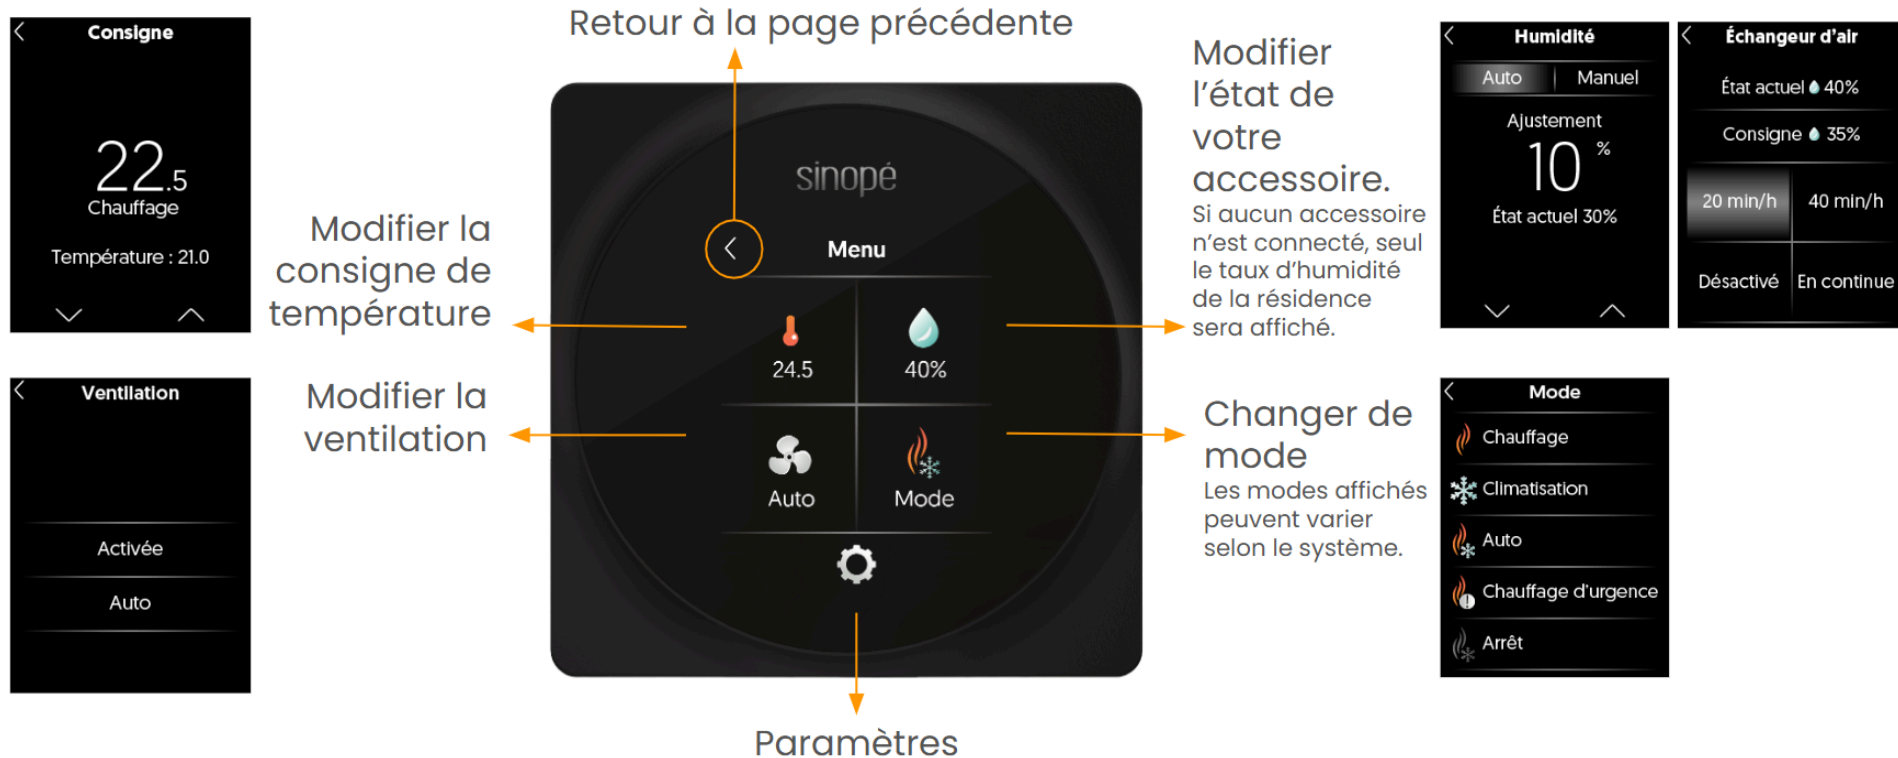 Retour à la page précédente
Consigne
22.5
Chauffage
Température : 21.0
Modifier la
consigne de
température
Ventilation
Activée
Auto
Modifier la
ventilation
sinopé
Menu
24.5
40%
Auto
Mode
Paramètres
Modifier
l'état de
votre
accessoire.
Si aucun accessoire
n'est connecté, seul
le taux d'humidité
de la résidence
sera affiché.
Humidité
Auto
Manuel
Ajustement
10 %
État actuel 30%
Échangeur d'air
État actuel 40%
Consigne 35%
20 min/h
40 min/h
Désactivé
En continue
Changer de
mode
Les modes affichés
peuvent varier
selon le système.
Mode
Chauffage
Climatisation
Auto
Chauffage d'urgence
Arrêt